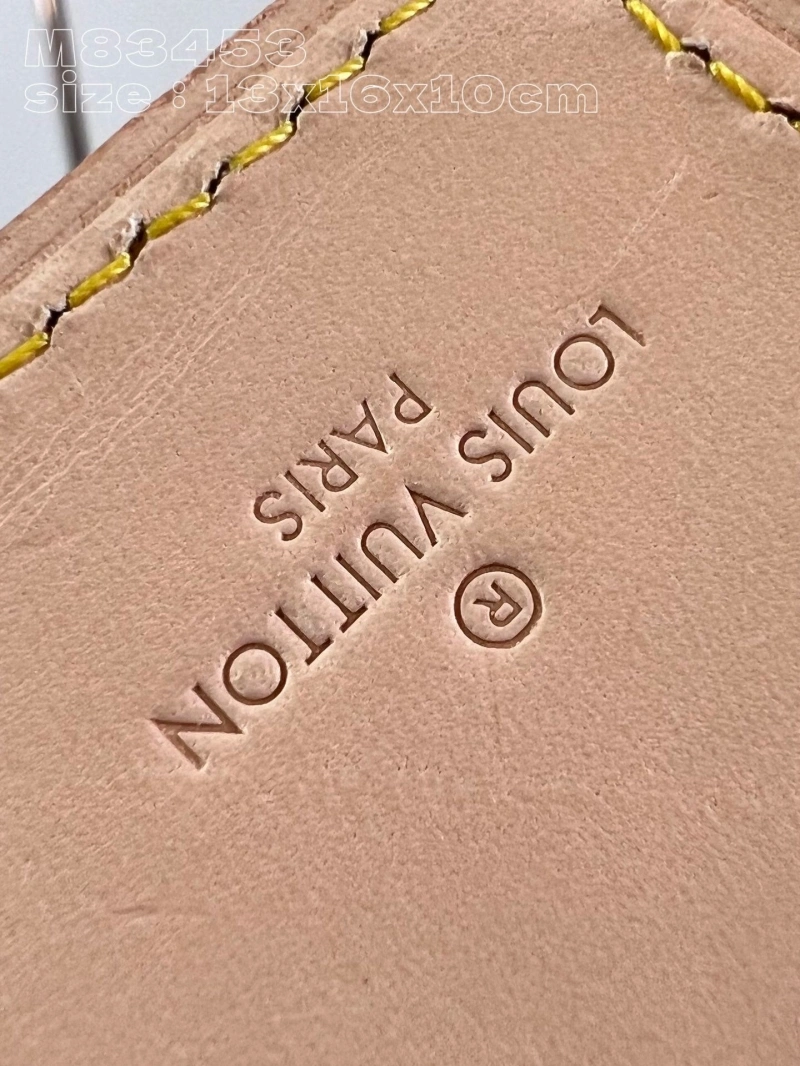 M83453
size : 13x16x10cm
®
LOUIS VUITTON
PARIS